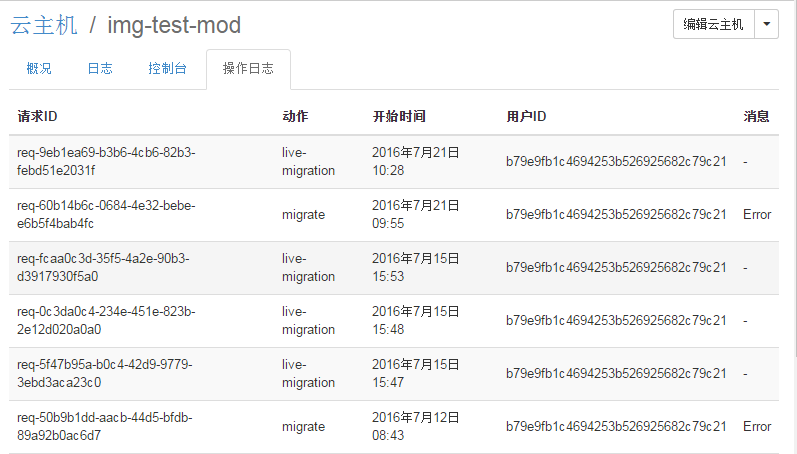 云主机 / img-test-mod
编辑云主机
概况 日志 控制台 操作日志
请求ID 动作 开始时间 用户ID 消息
req-9eb1ea69-b3b6-4cb6-82b3-
febd51e2031f
live-
migration
2016年7月21日
10:28
b79e9fb1c4694253b526925682c79c21
-
req-60b14b6c-0684-4e32-bebe-
e6b5f4bab4fc
migrate
2016年7月21日
09:55
b79e9fb1c4694253b526925682c79c21
Error
req-fcaa0c3d-35f5-4a2e-90b3-
d3917930f5a0
live-
migration
2016年7月15日
15:53
b79e9fb1c4694253b526925682c79c21
-
req-0c3da0c4-234e-451e-823b-
2e12d020a0a0
live-
migration
2016年7月15日
15:48
b79e9fb1c4694253b526925682c79c21
-
req-5f47b95a-b0c4-42d9-9779-
3ebd3aca23c0
live-
migration
2016年7月15日
15:47
b79e9fb1c4694253b526925682c79c21
-
req-50b9b1dd-aacb-44d5-bfdb-
89a92b0ac6d7
migrate
2016年7月12日
08:43
b79e9fb1c4694253b526925682c79c21
Error